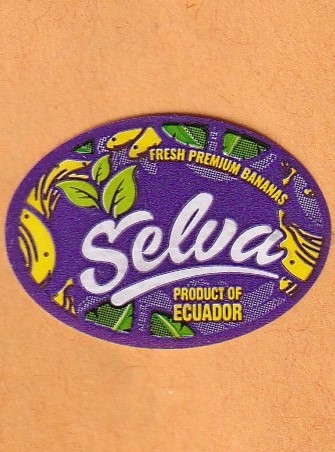 FRESH PREMIUM BANANAS
Selva
PRODUCT OF
ECUADOR